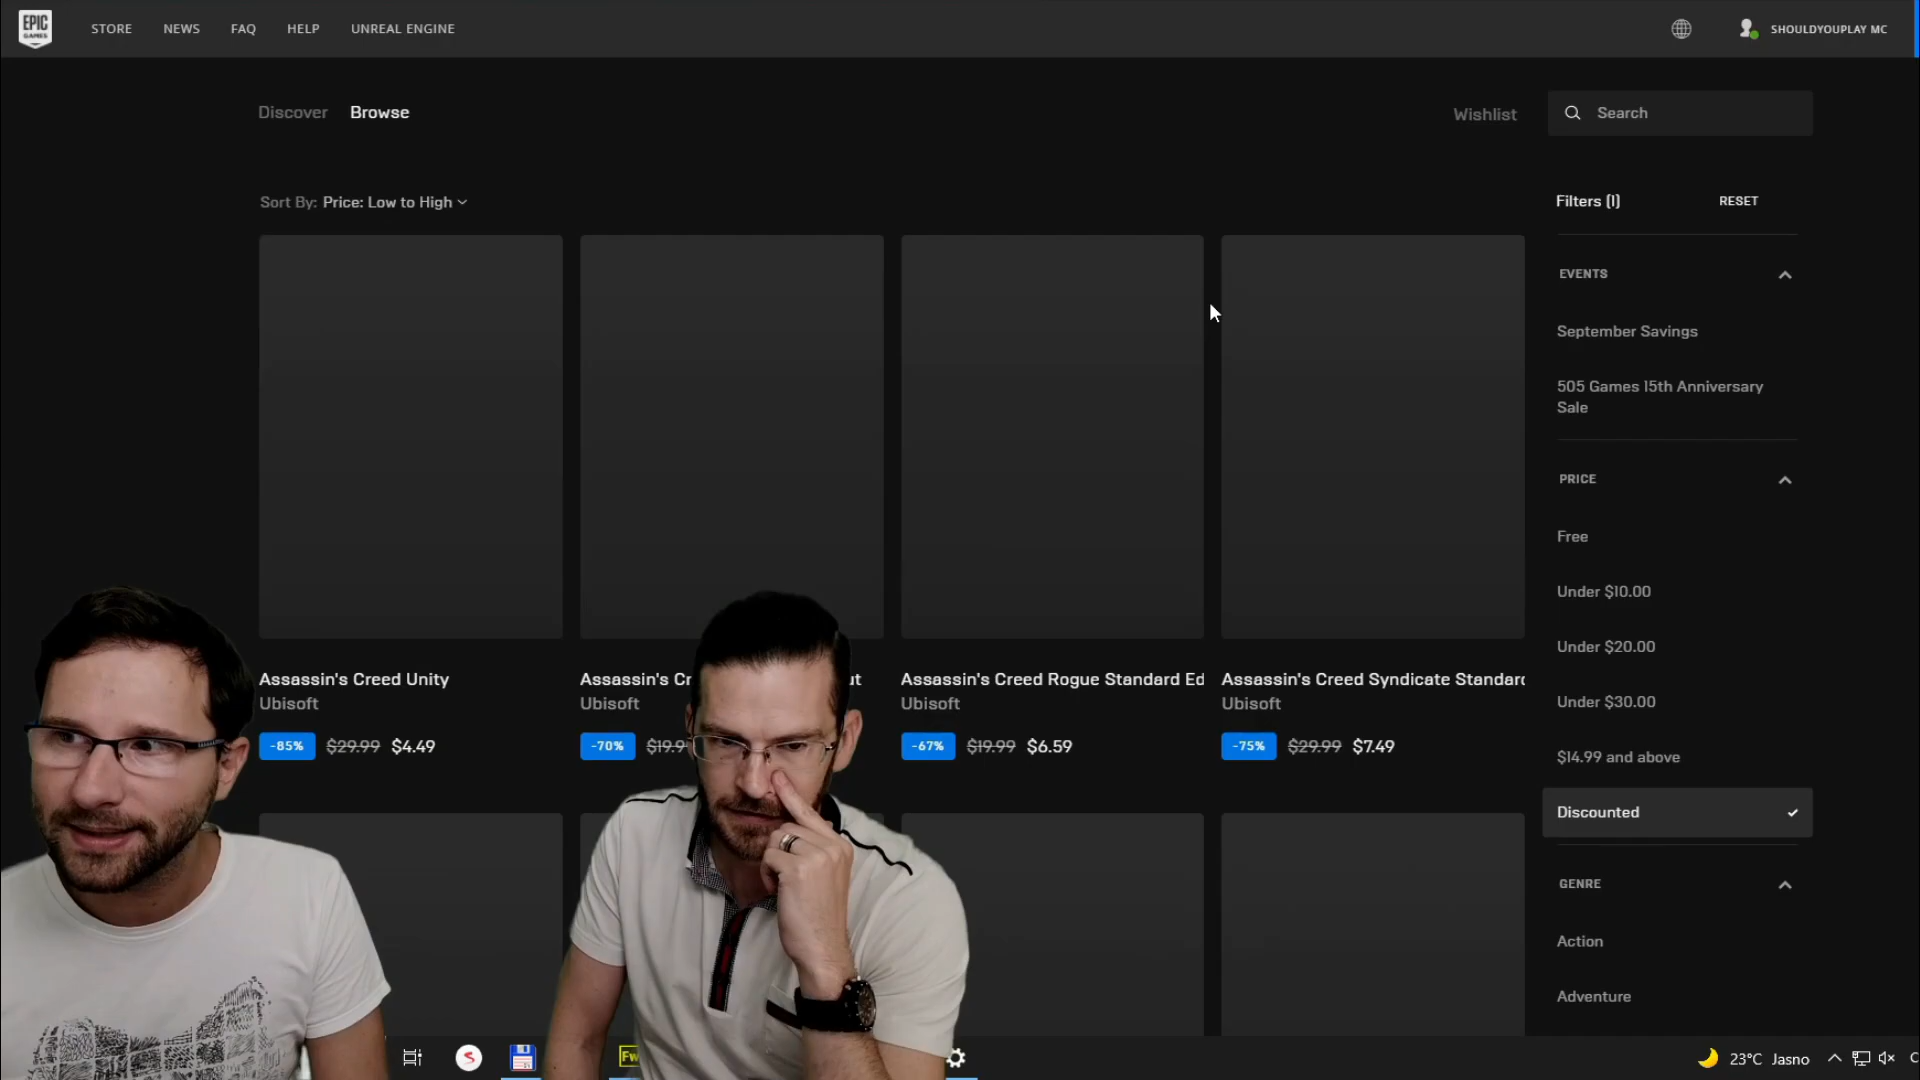 EPIC
GAMES
STORE
NEWS
FAQ
HELP
UNREAL ENGINE
SHOULDYOUPLAY MC
Discover
Browse
Wishlist
Search
Sort By: Price: Low to High
Filters (1)
RESET
EVENTS
September Savings
505 Games 15th Anniversary
Sale
PRICE
Free
Under $10.00
Under $20.00
Under $30.00
$14.99 and above
Discounted
GENRE
Action
Adventure
Assassin's Creed Unity
Ubisoft
-85% $29.99 $4.49
Assassin's Cr
Ubisoft
-70% $19.9
Assassin's Creed Rogue Standard Ed
Ubisoft
-67% $19.99 $6.59
Assassin's Creed Syndicate Standard
Ubisoft
-75% $29.99 $7.49
S
Fw
23°C Jasno